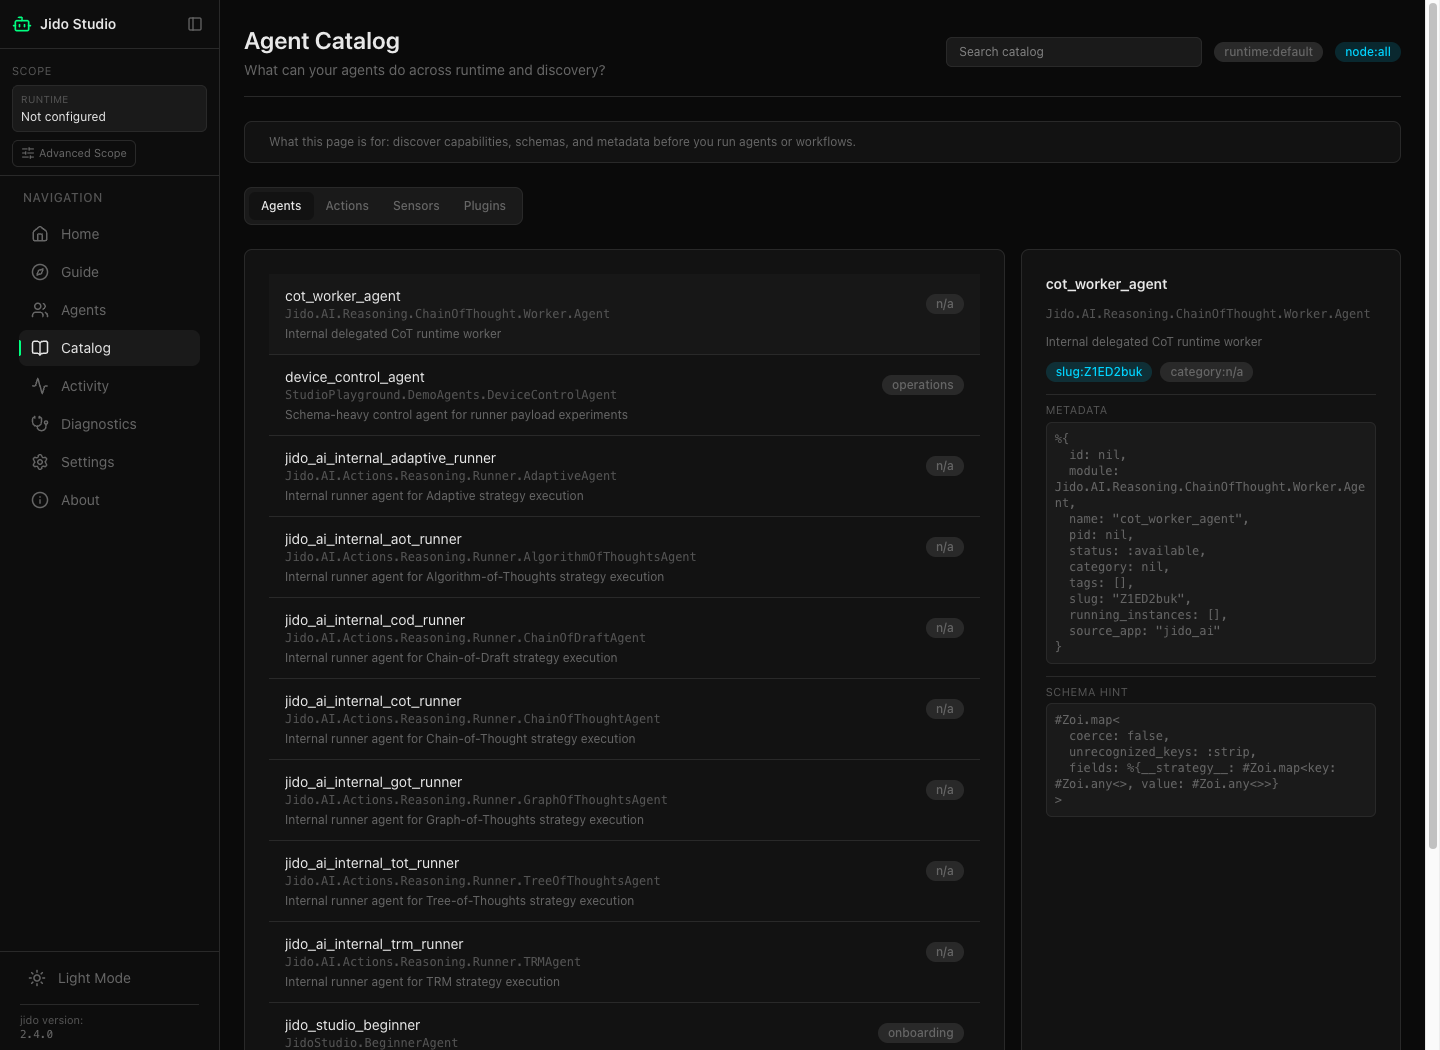 Jido Studio
SCOPE
RUNTIME
Not configured
Advanced Scope
NAVIGATION
Home
Guide
Agents
Catalog
Activity
Diagnostics
Settings
About
Light Mode
jido version:
2.4.0
Agent Catalog
What can your agents do across runtime and discovery?
Search catalog
runtime:default
node:all
What this page is for: discover capabilities, schemas, and metadata before you run agents or workflows.
Agents Actions Sensors Plugins
cot_worker_agent
Jido.AI.Reasoning.ChainOfThought.Worker.Agent
Internal delegated CoT runtime worker
n/a
device_control_agent
StudioPlayground.DemoAgents.DeviceControlAgent
Schema-heavy control agent for runner payload experiments
operations
jido_ai_internal_adaptive_runner
Jido.AI.Actions.Reasoning.Runner.AdaptiveAgent
Internal runner agent for Adaptive strategy execution
n/a
jido_ai_internal_aot_runner
Jido.AI.Actions.Reasoning.Runner.AlgorithmOfThoughtsAgent
Internal runner agent for Algorithm-of-Thoughts strategy execution
n/a
jido_ai_internal_cod_runner
Jido.AI.Actions.Reasoning.Runner.ChainOfDraftAgent
Internal runner agent for Chain-of-Draft strategy execution
n/a
jido_ai_internal_cot_runner
Jido.AI.Actions.Reasoning.Runner.ChainOfThoughtAgent
Internal runner agent for Chain-of-Thought strategy execution
n/a
jido_ai_internal_got_runner
Jido.AI.Actions.Reasoning.Runner.GraphOfThoughtsAgent
Internal runner agent for Graph-of-Thoughts strategy execution
n/a
jido_ai_internal_tot_runner
Jido.AI.Actions.Reasoning.Runner.TreeOfThoughtsAgent
Internal runner agent for Tree-of-Thoughts strategy execution
n/a
jido_ai_internal_trm_runner
Jido.AI.Actions.Reasoning.Runner.TRMAgent
Internal runner agent for TRM strategy execution
n/a
jido_studio_beginner
JidoStudio.BeginnerAgent
onboarding
cot_worker_agent
Jido.AI.Reasoning.ChainOfThought.Worker.Agent
Internal delegated CoT runtime worker
slug:Z1ED2buk
category:n/a
METADATA
%{
  id: nil,
  module:
Jido.AI.Reasoning.ChainOfThought.Worker.Age
nt,
  name: "cot_worker_agent",
  pid: nil,
  status: :available,
  category: nil,
  tags: [],
  slug: "Z1ED2buk",
  running_instances: [],
  source_app: "jido_ai"
}
SCHEMA HINT
#Zoi.map<
  coerce: false,
  unrecognized_keys: :strip,
  fields: %{__strategy__: #Zoi.map<key:
#Zoi.any<>, value: #Zoi.any<>>}
>